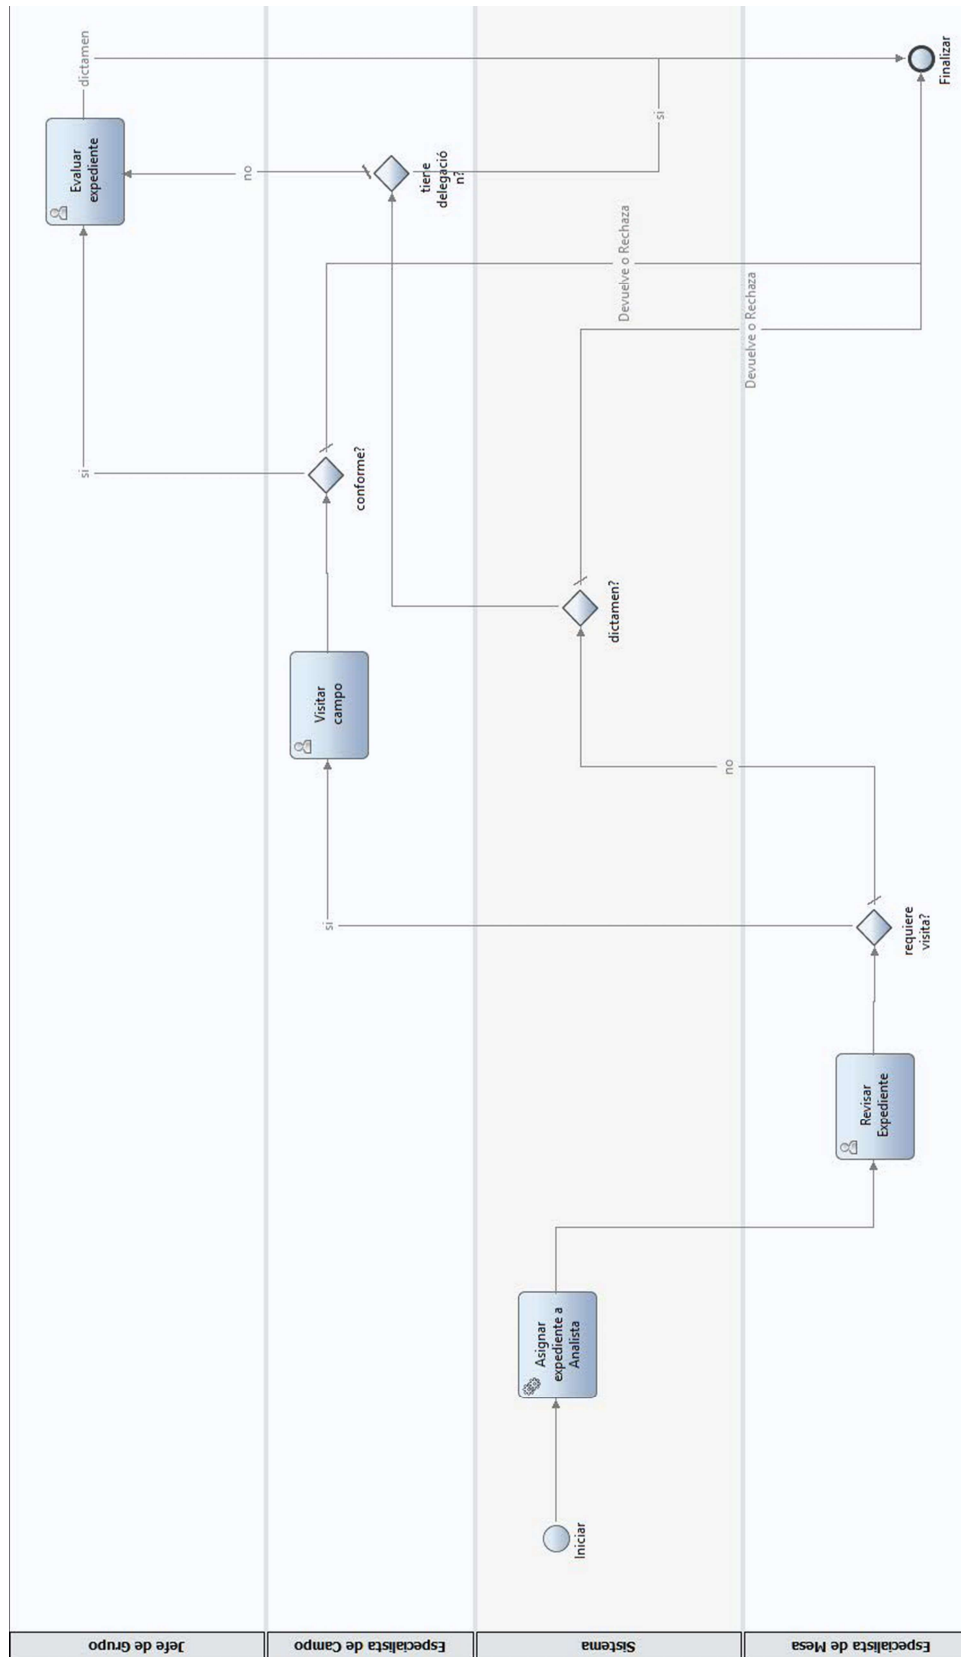 Jefe de Grupo
Especialista de Campo
Sistema
Especialista de Mesa
Iniciar
Asignar
expediente a
Analista
Revisar
Expediente
requiere
visita?
si
no
Visitar
campo
dictamen?
conforme?
si
Devuelve o Rechaza
Devuelve o Rechaza
tiene
delegació
n?
no
si
Evaluar
expediente
dictamen
Finalizar